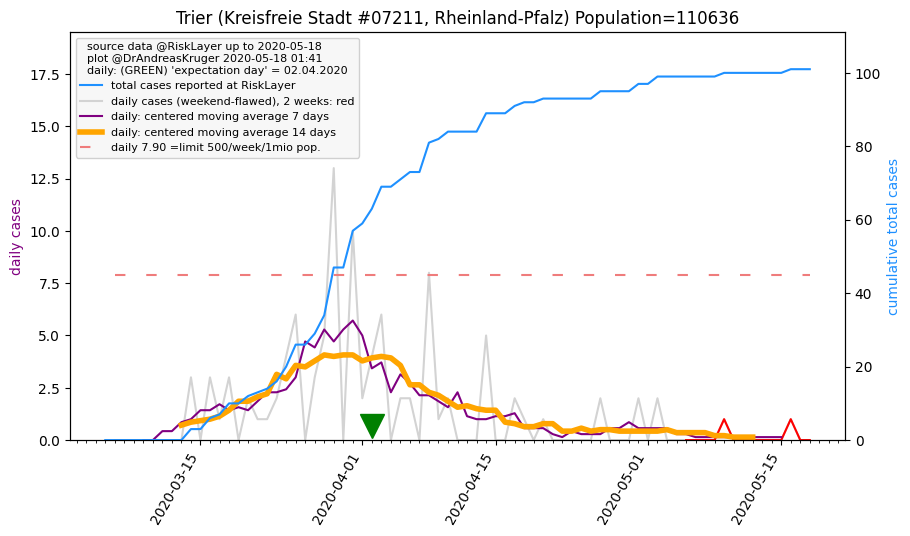 Trier (Kreisfreie Stadt #07211, Rheinland-Pfalz) Population=110636
source data @RiskLayer up to 2020-05-18
plot @DrAndreasKruger 2020-05-18 01:41
daily: (GREEN) 'expectation day' = 02.04.2020
total cases reported at RiskLayer
daily cases (weekend-flawed), 2 weeks: red
daily: centered moving average 7 days
daily: centered moving average 14 days
daily 7.90 =limit 500/week/1mio pop.
daily cases
17.5
15.0
12.5
10.0
7.5
5.0
2.5
0.0
100
80
60
40
20
0
cumulative total cases
2020-03-15
2020-04-01
2020-04-15
2020-05-01
2020-05-15